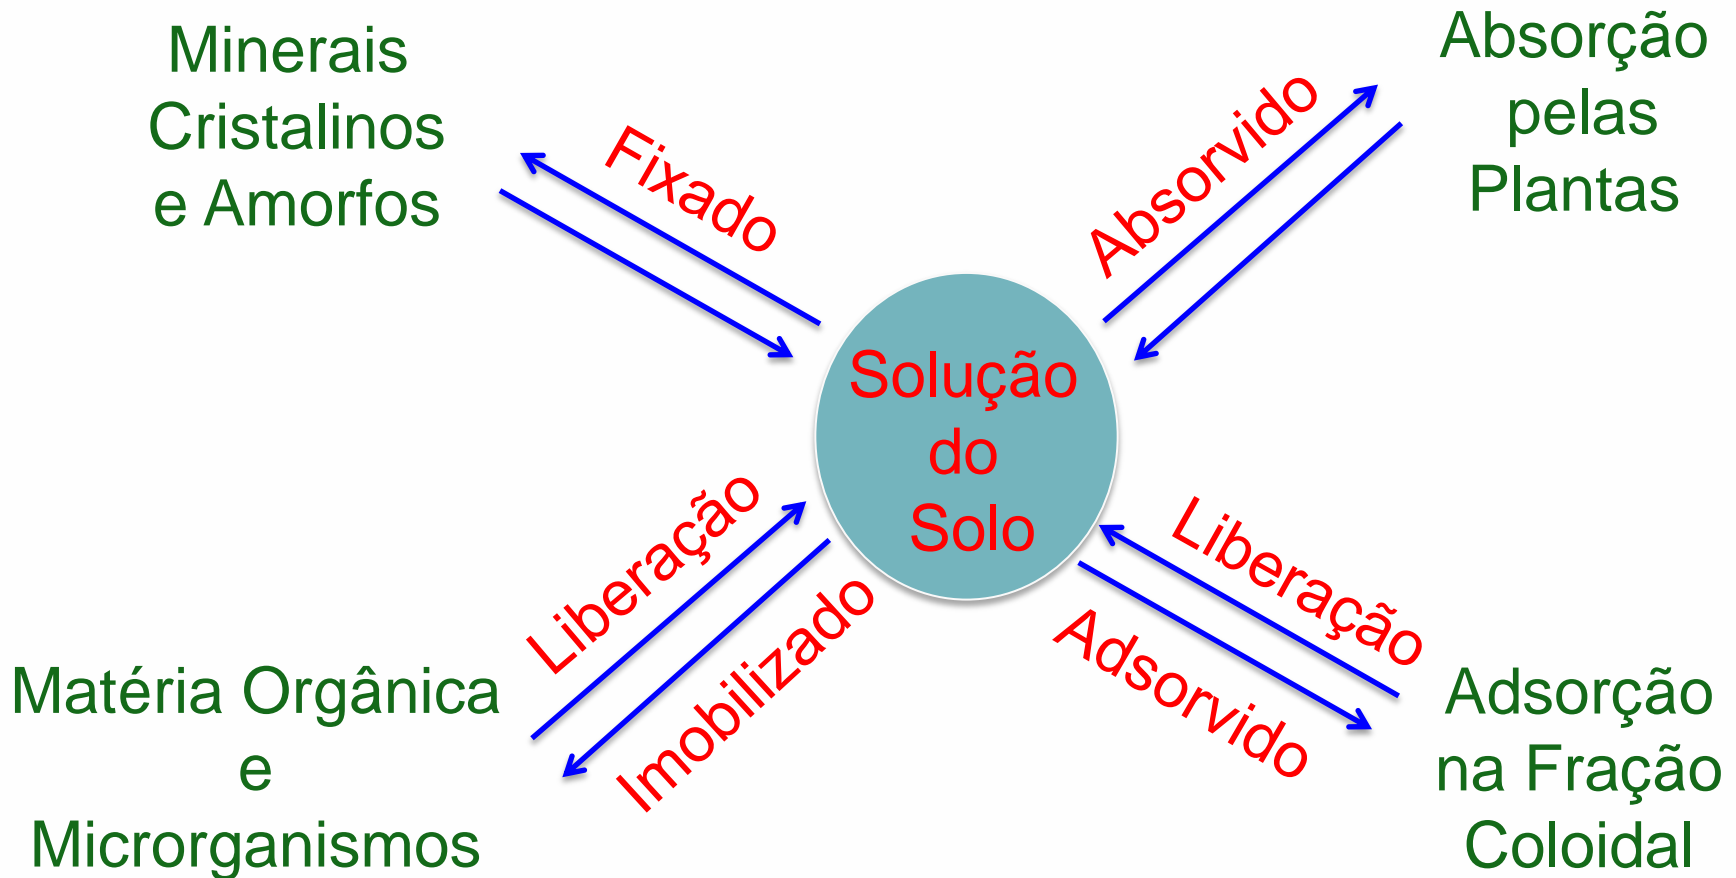 Minerais
Cristalinos
e Amorfos
Fixado
Absorvido
Absorção
pelas
Plantas
Solução
do
Solo
Liberação
Imobilizado
Liberação
Adsorvido
Matéria Orgânica
e
Microrganismos
Adsorção
na Fração
Coloidal